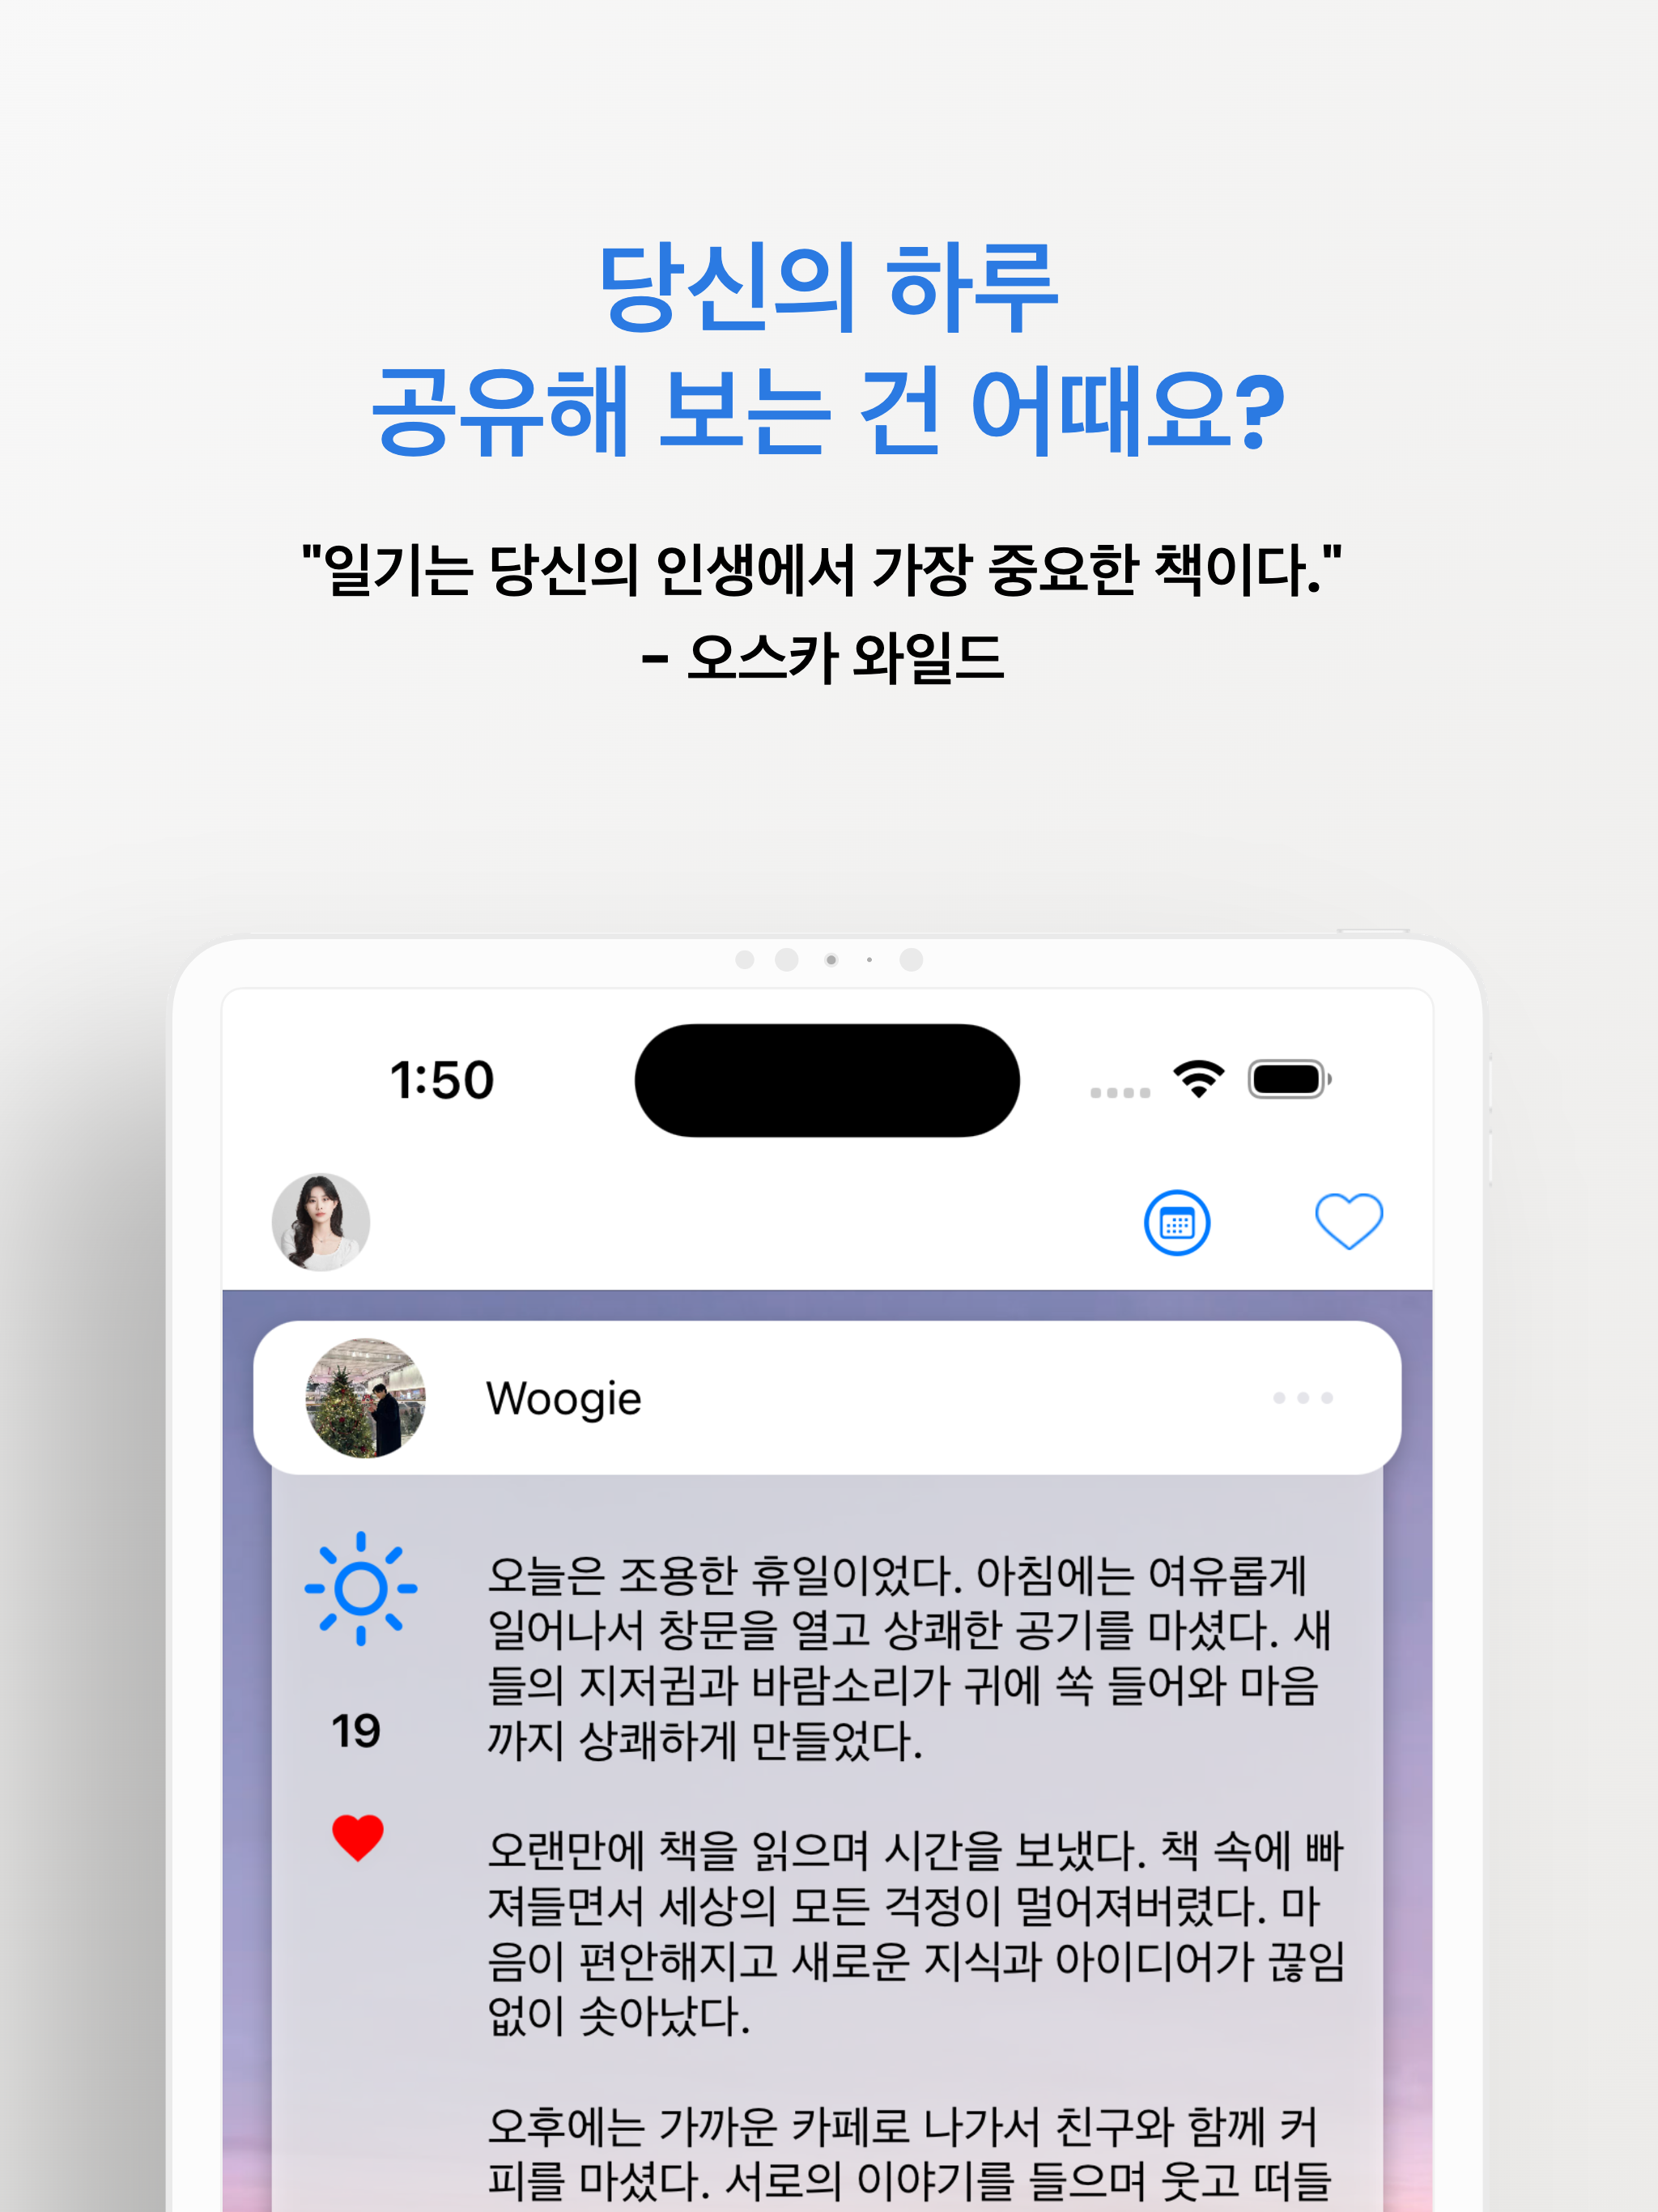 당신의 하루
공유해 보는 건 어때요?
"일기는 당신의 인생에서 가장 중요한 책이다."
- 오스카 와일드
1:50
Woogie
오늘은 조용한 휴일이었다. 아침에는 여유롭게
일어나서 창문을 열고 상쾌한 공기를 마셨다. 새
들의 지저귐과 바람소리가 귀에 쏙 들어와 마음
까지 상쾌하게 만들었다.
19
오랜만에 책을 읽으며 시간을 보냈다. 책 속에 빠
져들면서 세상의 모든 걱정이 멀어져버렸다. 마
음이 편안해지고 새로운 지식과 아이디어가 끊임
없이 솟아났다.
오후에는 가까운 카페로 나가서 친구와 함께 커
피를 마셨다. 서로의 이야기를 들으며 웃고 떠들